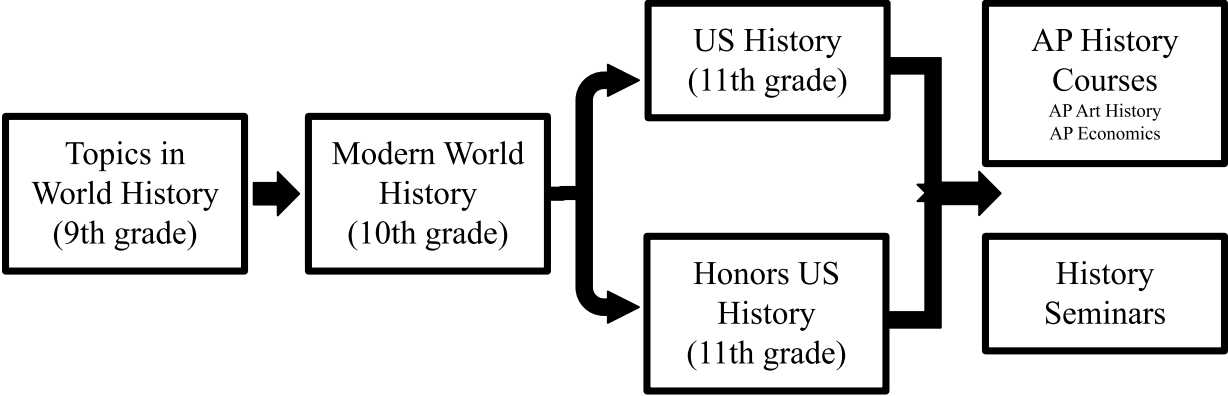 Topics in
World History
(9th grade)
Modern World
History
(10th grade)
US History
(11th grade)
Honors US
History
(11th grade)
AP History
Courses
AP Art History
AP Economics
History
Seminars